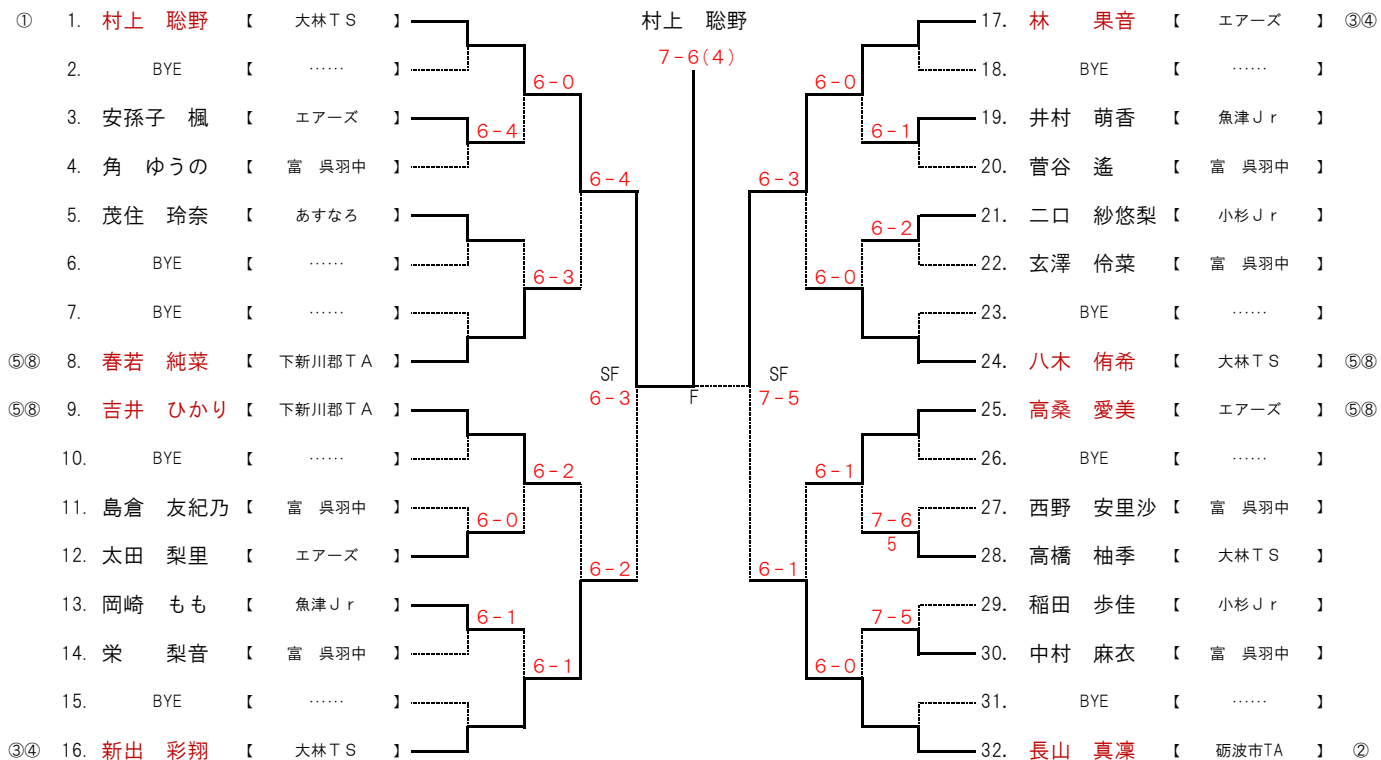 ① 1. 村上　聡野 【 大林ＴＳ 】 村上　聡野 17. 林　　果音 【 エアーズ 】 ③④
7-6(4)
2. BYE 【 …… 】 6-0 6-0 18. BYE 【 …… 】
3. 安孫子　楓 【 エアーズ 】 6-4 6-1 19. 井村　萌香 【 魚津Ｊｒ 】
4. 角　ゆうの 【 富　呉羽中 】 6-4 6-3 20. 菅谷　遙 【 富　呉羽中 】
5. 茂住　玲奈 【 あすなろ 】 6-2 21. 二口　紗悠梨 【 小杉Ｊｒ 】
6. BYE 【 …… 】 6-3 6-0 22. 玄澤　伶菜 【 富　呉羽中 】
7. BYE 【 …… 】 23. BYE 【 …… 】
⑤⑧ 8. 春若　純菜 【 下新川郡ＴＡ 】 24. 八木　侑希 【 大林ＴＳ 】 ⑤⑧
SF SF
6-3 F 7-5
⑤⑧ 9. 吉井　ひかり 【 下新川郡ＴＡ 】 25. 高桑　愛美 【 エアーズ 】 ⑤⑧
10. BYE 【 …… 】 6-2 6-1 26. BYE 【 …… 】
11. 島倉　友紀乃 【 富　呉羽中 】 6-0 7-6 27. 西野　安里沙 【 富　呉羽中 】
5
12. 太田　梨里 【 エアーズ 】 6-2 6-1 28. 高橋　柚季 【 大林ＴＳ 】
13. 岡崎　もも 【 魚津Ｊｒ 】 6-1 7-5 29. 稲田　歩佳 【 小杉Ｊｒ 】
14. 栄　　梨音 【 富　呉羽中 】 6-1 6-0 30. 中村　麻衣 【 富　呉羽中 】
15. BYE 【 …… 】 31. BYE 【 …… 】
③④ 16. 新出　彩翔 【 大林ＴＳ 】 32. 長山　真凜 【 砺波市TA 】 ②